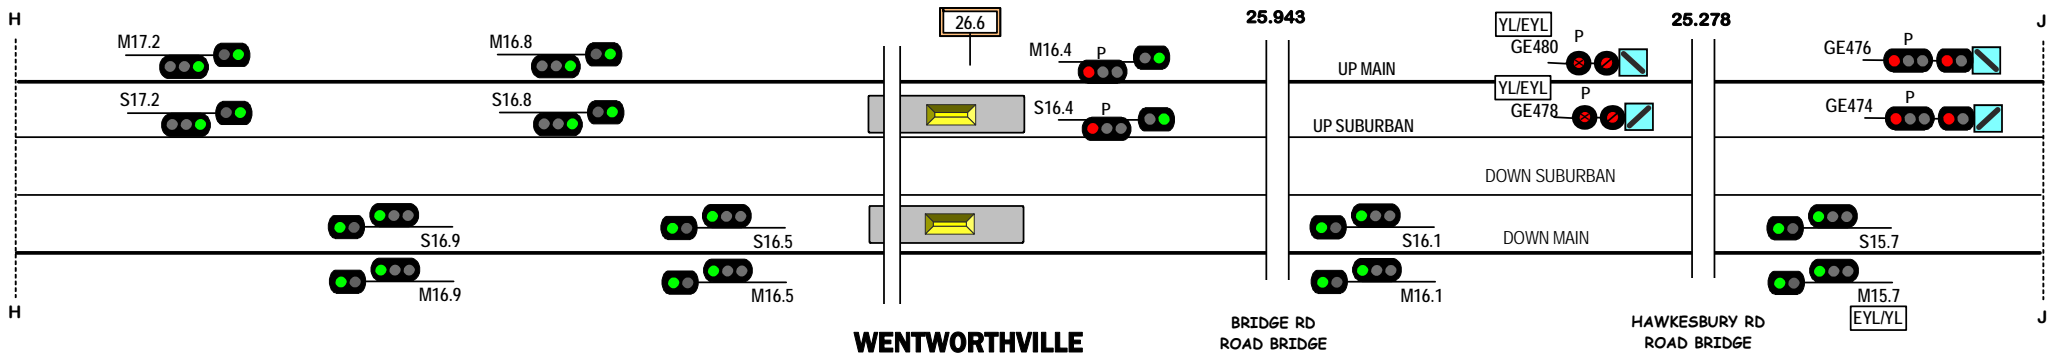 H
26.6
25.943
YL/EYL
25.278
J
M17.2
M16.8
M16.4
P
GE480
P
GE476
P
UP MAIN
S17.2
S16.8
S16.4
P
YL/EYL
GE478
P
GE474
P
UP SUBURBAN
DOWN SUBURBAN
S16.9
S16.5
S16.1
DOWN MAIN
S15.7
M16.9
M16.5
M16.1
M15.7
H
EYL/YL
J
WENTWORTHVILLE
BRIDGE RD
ROAD BRIDGE
HAWKESBURY RD
ROAD BRIDGE